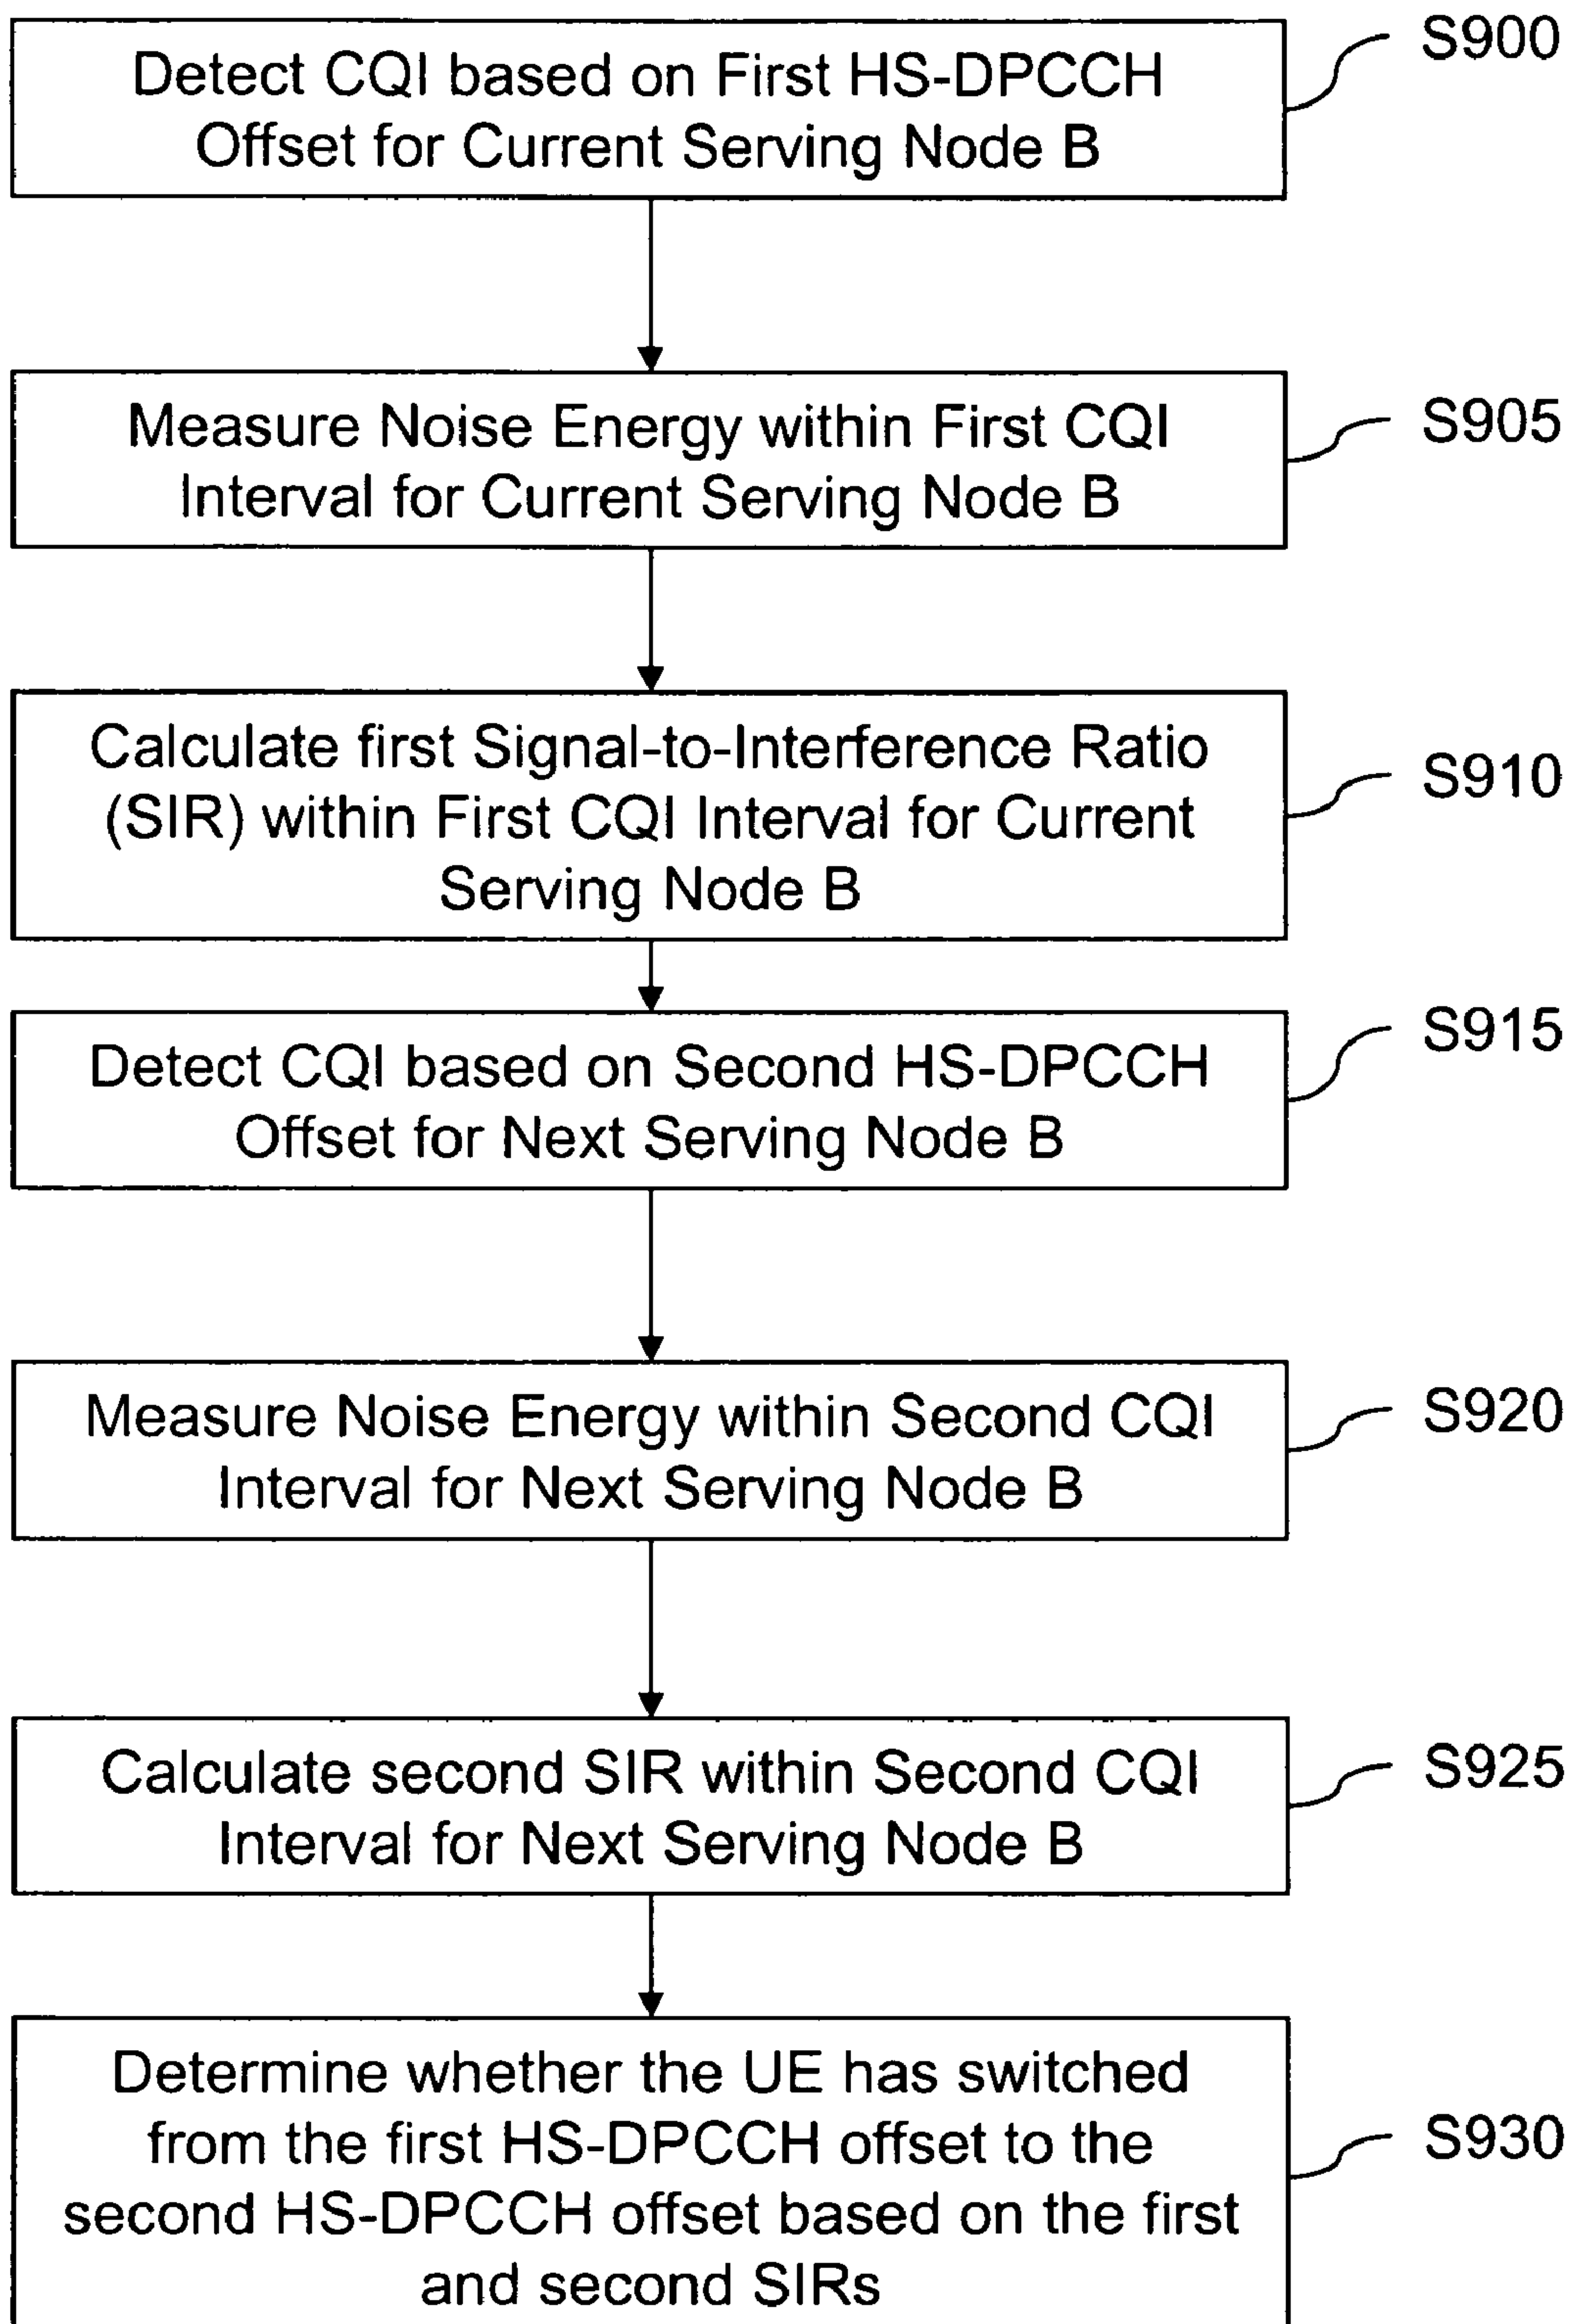 Detect CQI based on First HS-DPCCH
Offset for Current Serving Node B
S900
Measure Noise Energy within First CQI
Interval for Current Serving Node B
S905
Calculate first Signal-to-Interference Ratio
(SIR) within First CQI Interval for Current
Serving Node B
S910
Detect CQI based on Second HS-DPCCH
Offset for Next Serving Node B
S915
Measure Noise Energy within Second CQI
Interval for Next Serving Node B
S920
Calculate second SIR within Second CQI
Interval for Next Serving Node B
S925
Determine whether the UE has switched
from the first HS-DPCCH offset to the
second HS-DPCCH offset based on the first
and second SIRs
S930